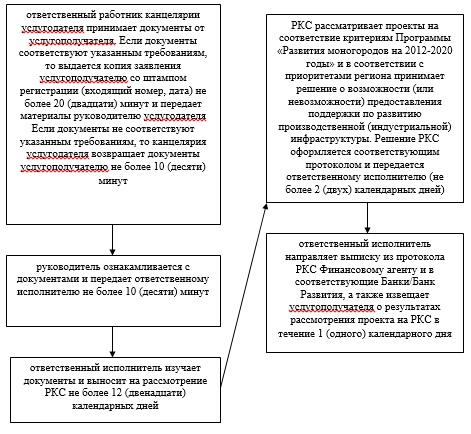 ответственный работник канцелярии
услугодателя принимает документы от
услугополучателя. Если документы
соответствуют указанным требованиям,
то выдается копия заявления
услугополучателю со штампом
регистрации (входящий номер, дата) не
более 20 (двадцати) минут и передает
материалы руководителю услугодателя
Если документы не соответствуют
указанным требованиям, то канцелярия
услугодателя возвращает документы
услугополучателю не более 10 (десяти)
минут
руководитель ознакамливается с
документами и передает ответственному
исполнителю не более 10 (десяти) минут
ответственный исполнитель изучает
документы и выносит на рассмотрение
РКС не более 12 (двенадцати)
календарных дней
РКС рассматривает проекты на
соответствие критериям Программы
«Развития моногородов на 2012-2020
годы» и в соответствии с
приоритетами региона принимает
решение о возможности (или
невозможности) предоставления
поддержки по развитию
производственной (индустриальной)
инфраструктуры. Решение РКС
оформляется соответствующим
протоколом и передается
ответственному исполнителю (не
более 2 (двух) календарных дней)
ответственный исполнитель
направляет выписку из протокола
РКС Финансовому агенту и в
соответствующие Банки/Банк
Развития, а также извещает
услугополучателя о результатах
рассмотрения проекта на РКС в
течение 1 (одного) календарного дня